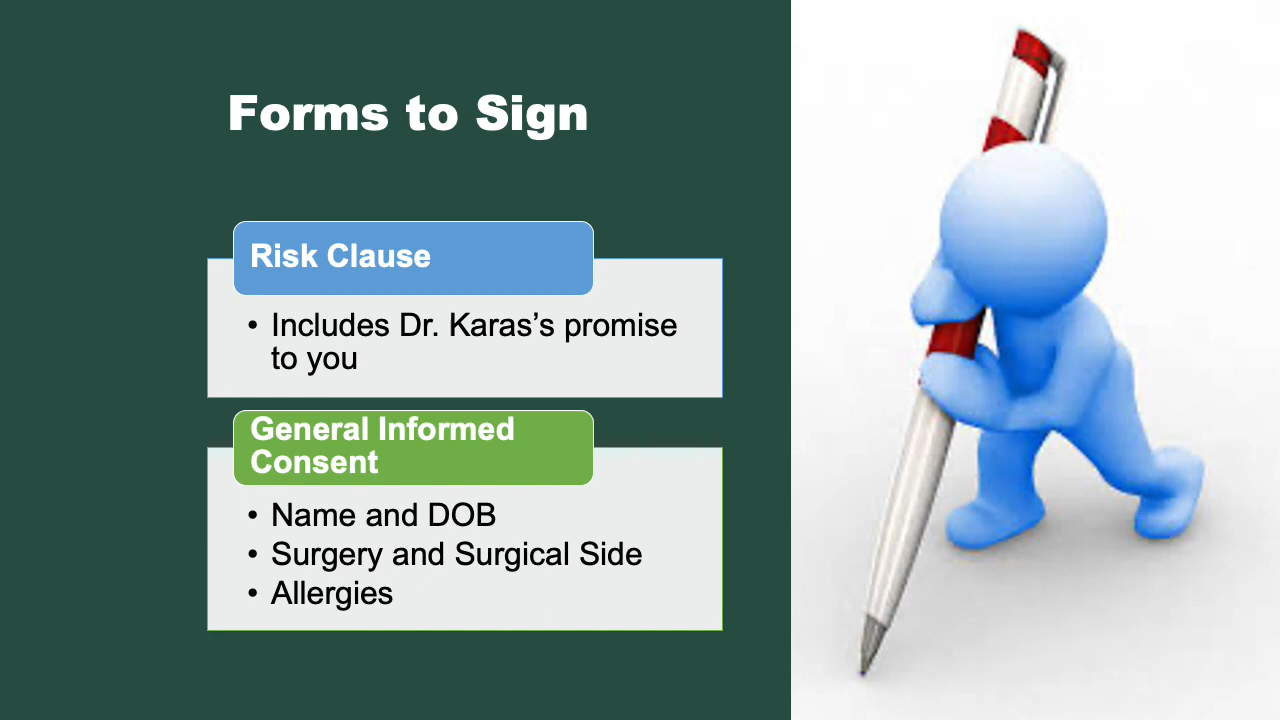 Forms to Sign
Risk Clause
• Includes Dr. Karas’s promise
to you
General Informed
Consent
• Name and DOB
• Surgery and Surgical Side
• Allergies